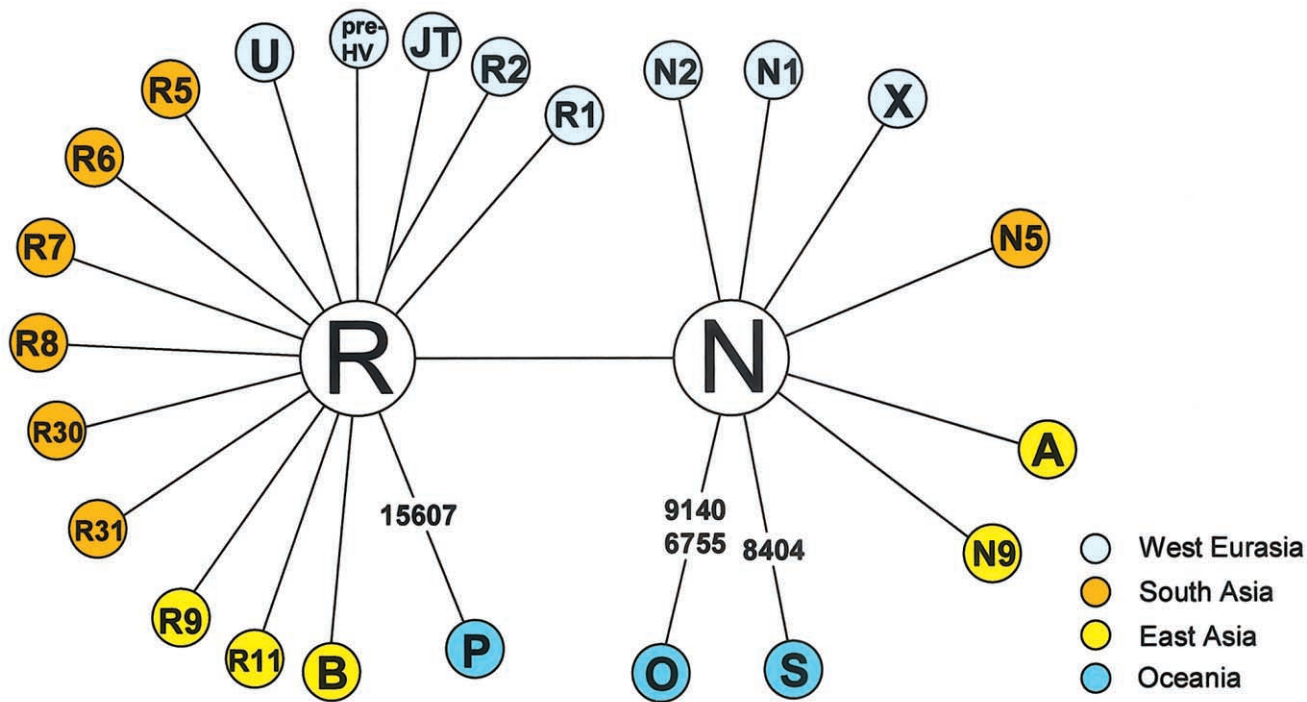 U
pre-
HV
JT
R2
R1
N2
N1
X
R5
R6
R7
R8
R30
R31
R9
R11
B
P
R
N
N5
A
N9
O
S
15607
9140
6755
8404
West Eurasia
South Asia
East Asia
Oceania